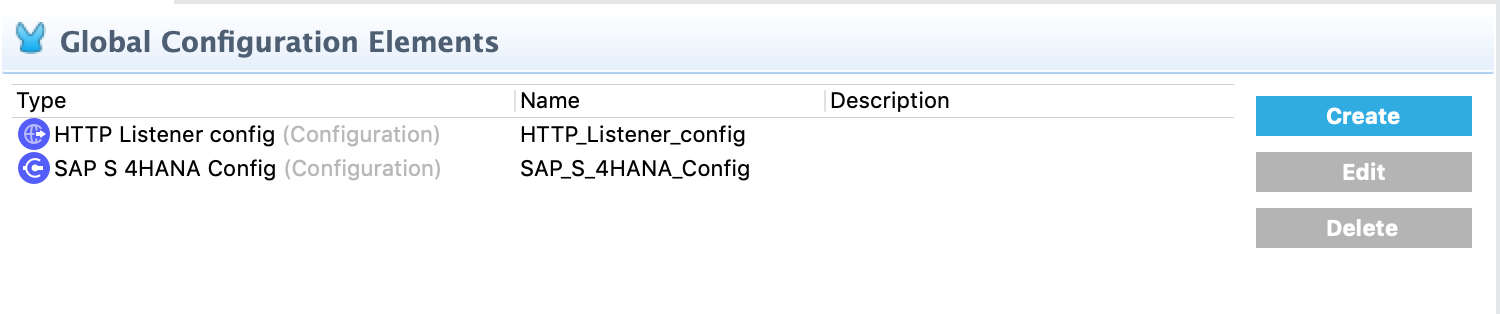 Global Configuration Elements
Type Name Description
HTTP Listener config (Configuration) HTTP_Listener_config
SAP S 4HANA Config (Configuration) SAP_S_4HANA_Config
Create
Edit
Delete